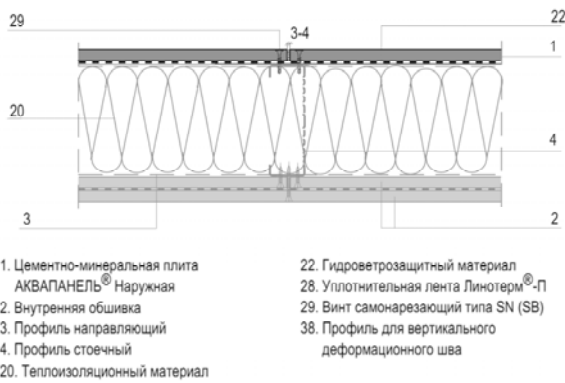 29
3-4
22
1
20
4
3
2
1. Цементно-минеральная плита
АКВАПАНЕЛЬ® Наружная
2. Внутренняя обшивка
3. Профиль направляющий
4. Профиль стоечный
20. Теплоизоляционный материал
22. Гидроветрозащитный материал
28. Уплотнительная лента Линотерм®-П
29. Винт самонарезающий типа SN (SB)
38. Профиль для вертикального
деформационного шва